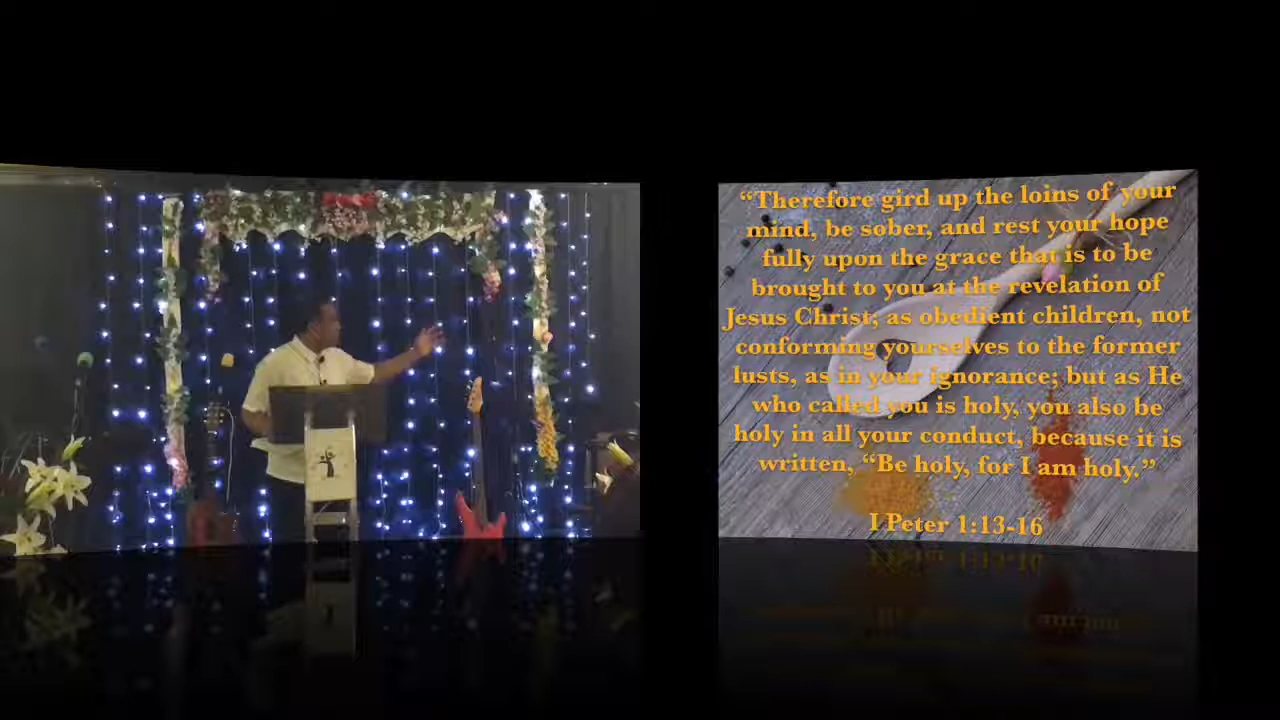 “Therefore gird up the loins of your
mind, be sober, and rest your hope
fully upon the grace that is to be
brought to you at the revelation of
Jesus Christ; as obedient children, not
conforming yourselves to the former
lusts, as in your ignorance; but as He
who called you is holy, you also be
holy in all your conduct, because it is
written, “Be holy, for I am holy.”
I Peter 1:13-16